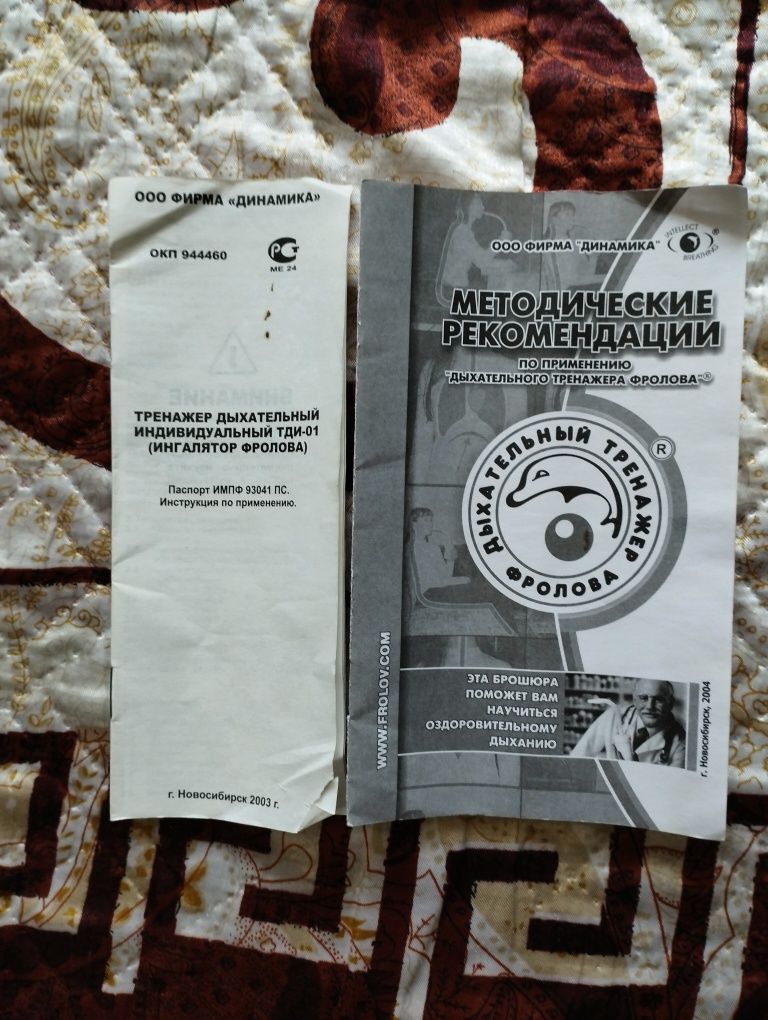 ООО ФИРМА «ДИНАМИКА»
ОКП 944460
РСТ
МЕ 24
ВНИМАНИЕ
ТРЕНАЖЕР ДЫХАТЕЛЬНЫЙ
ИНДИВИДУАЛЬНЫЙ ТДИ-01
(ИНГАЛЯТОР ФРОЛОВА)
Паспорт ИМПФ 93041 ПС.
Инструкция по применению.
г. Новосибирск 2003 г.
ООО ФИРМА "ДИНАМИКА"
INTELLECT
BREATHING
®
МЕТОДИЧЕСКИЕ
РЕКОМЕНДАЦИИ
ПО ПРИМЕНЕНИЮ
"ДЫХАТЕЛЬНОГО ТРЕНАЖЕРА ФРОЛОВА"®
ДЫХАТЕЛЬНЫЙ ТРЕНАЖЕР
ФРОЛОВА
®
WWW.FROLOV.COM
ЭТА БРОШЮРА
ПОМОЖЕТ ВАМ
НАУЧИТЬСЯ
ОЗДОРОВИТЕЛЬНОМУ
ДЫХАНИЮ
г. Новосибирск, 2004